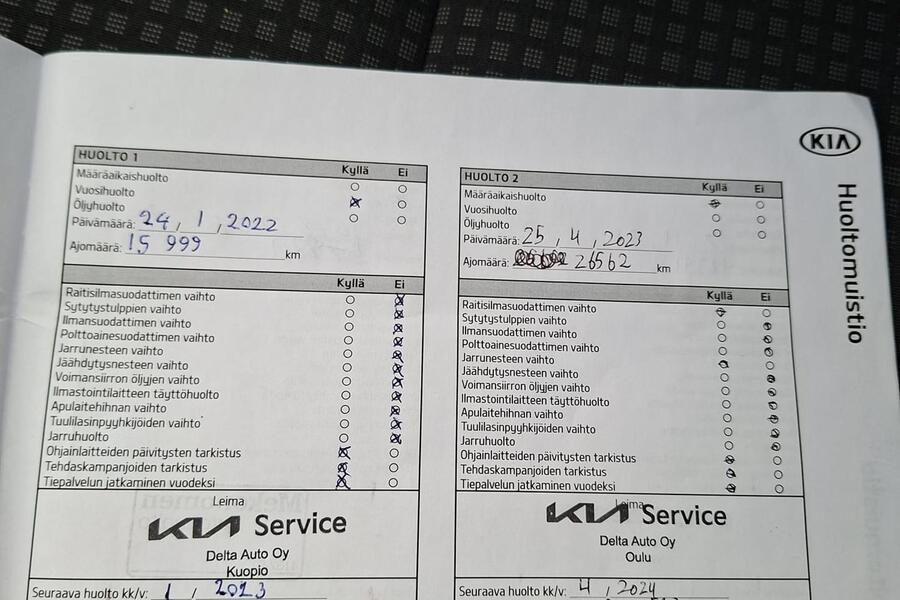 KIA
Huoltomuistio
HUOLTO 1
Kyllä Ei
Määräaikaishuolto
Vuosihuolto
Öljyhuolto
Päivämäärä: 24, 1, 2022
Ajomäärä: 15 999 km
Kyllä Ei
Raitisilmasuodattimen vaihto
Sytytystulppien vaihto
Ilmansuodattimen vaihto
Polttoainesuodattimen vaihto
Jarrunesteen vaihto
Jäähdytysnesteen vaihto
Voimansiirron öljyjen vaihto
Ilmastointilaitteen täyttöhuolto
Apulaitehihnan vaihto
Tuulilasinpyyhkijöiden vaihto
Jarruhuolto
Ohjainlaitteiden päivitysten tarkistus
Tehdaskampanjoiden tarkistus
Tiepalvelun jatkaminen vuodeksi
Leima
KIA Service
Delta Auto Oy
Kuopio
Seuraava huolto kk/v: 1 / 2023
HUOLTO 2
Kyllä Ei
Määräaikaishuolto
Vuosihuolto
Öljyhuolto
Päivämäärä: 25, 4, 2023
Ajomäärä: 26562 km
Kyllä Ei
Raitisilmasuodattimen vaihto
Sytytystulppien vaihto
Ilmansuodattimen vaihto
Polttoainesuodattimen vaihto
Jarrunesteen vaihto
Jäähdytysnesteen vaihto
Voimansiirron öljyjen vaihto
Ilmastointilaitteen täyttöhuolto
Apulaitehihnan vaihto
Tuulilasinpyyhkijöiden vaihto
Jarruhuolto
Ohjainlaitteiden päivitysten tarkistus
Tehdaskampanjoiden tarkistus
Tiepalvelun jatkaminen vuodeksi
Leima
KIA Service
Delta Auto Oy
Oulu
Seuraava huolto kk/v: 4 / 2024